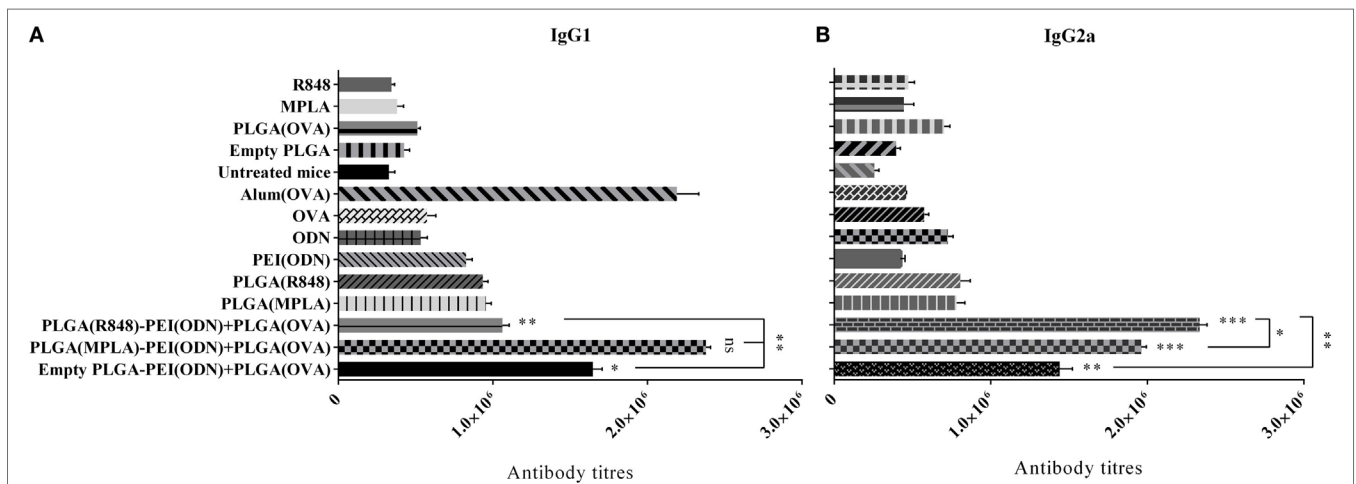 A
IgG1
R848
MPLA
PLGA(OVA)
Empty PLGA
Untreated mice
Alum(OVA)
OVA
ODN
PEI(ODN)
PLGA(R848)
PLGA(MPLA)
PLGA(R848)-PEI(ODN)+PLGA(OVA)
PLGA(MPLA)-PEI(ODN)+PLGA(OVA)
Empty PLGA-PEI(ODN)+PLGA(OVA)
**
*
ns
**
0
1.0×10⁶
2.0×10⁶
3.0×10⁶
Antibody titres
B
IgG2a
***
***
**
*
**
0
1.0×10⁶
2.0×10⁶
3.0×10⁶
Antibody titres